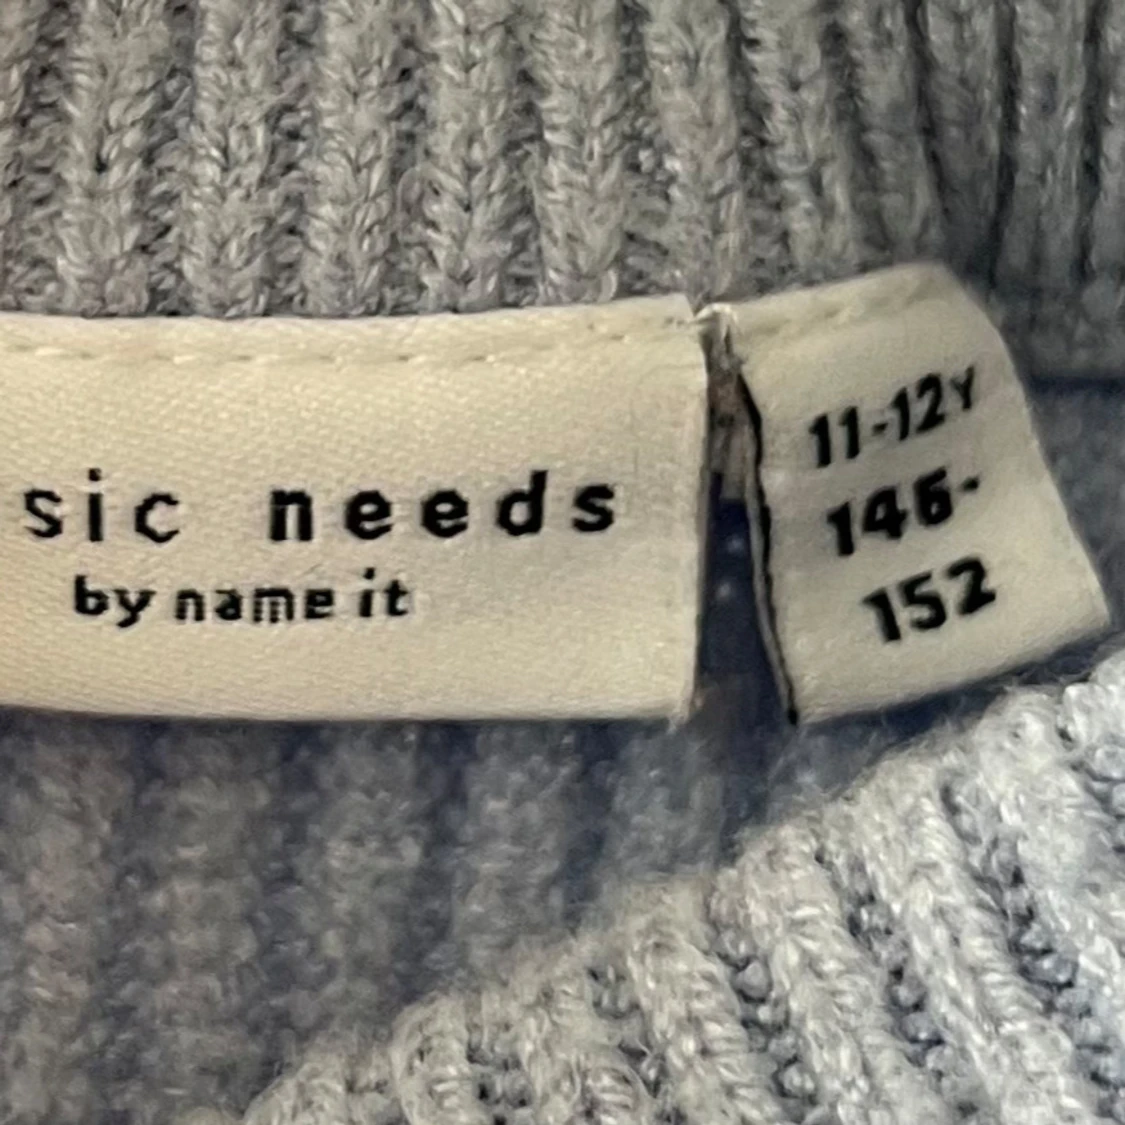 sic needs
by name it
11-12Y
146-
152